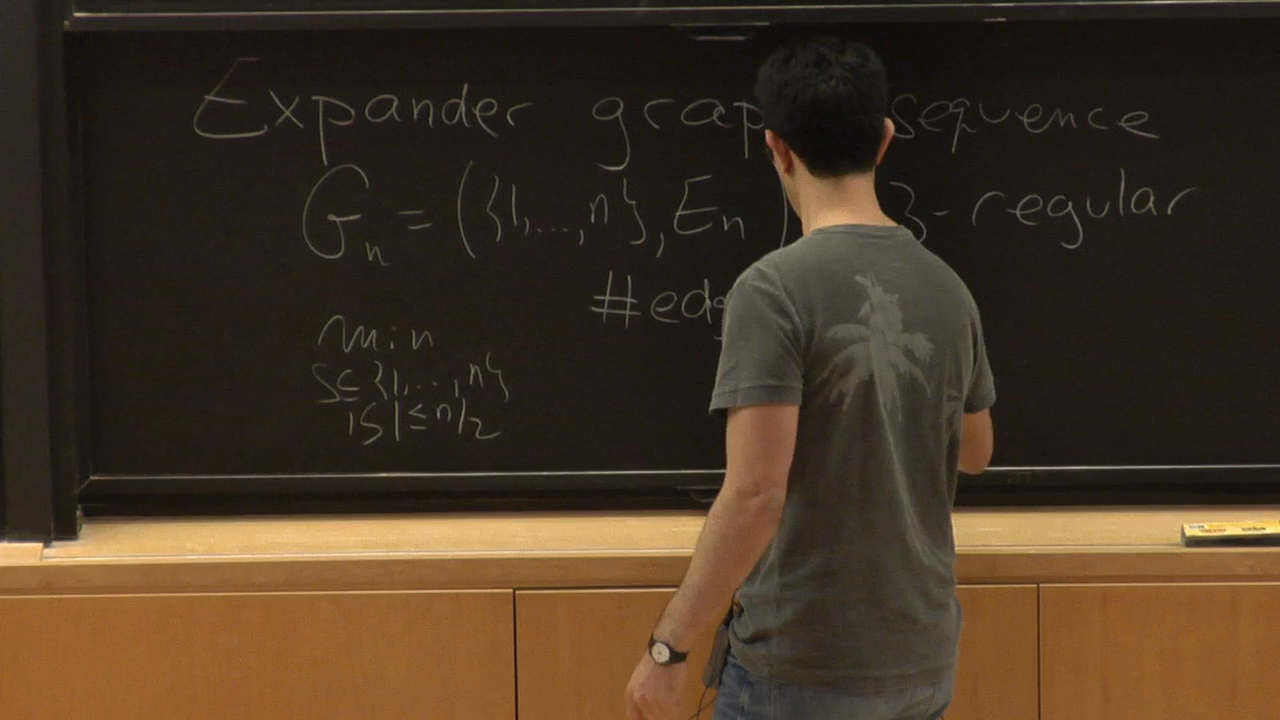 Expander grap sequence
Gₙ = ({1,...,n}, Eₙ) 3-regular
#edg
min
S⊆{1,...,n}
|S|≤n/2